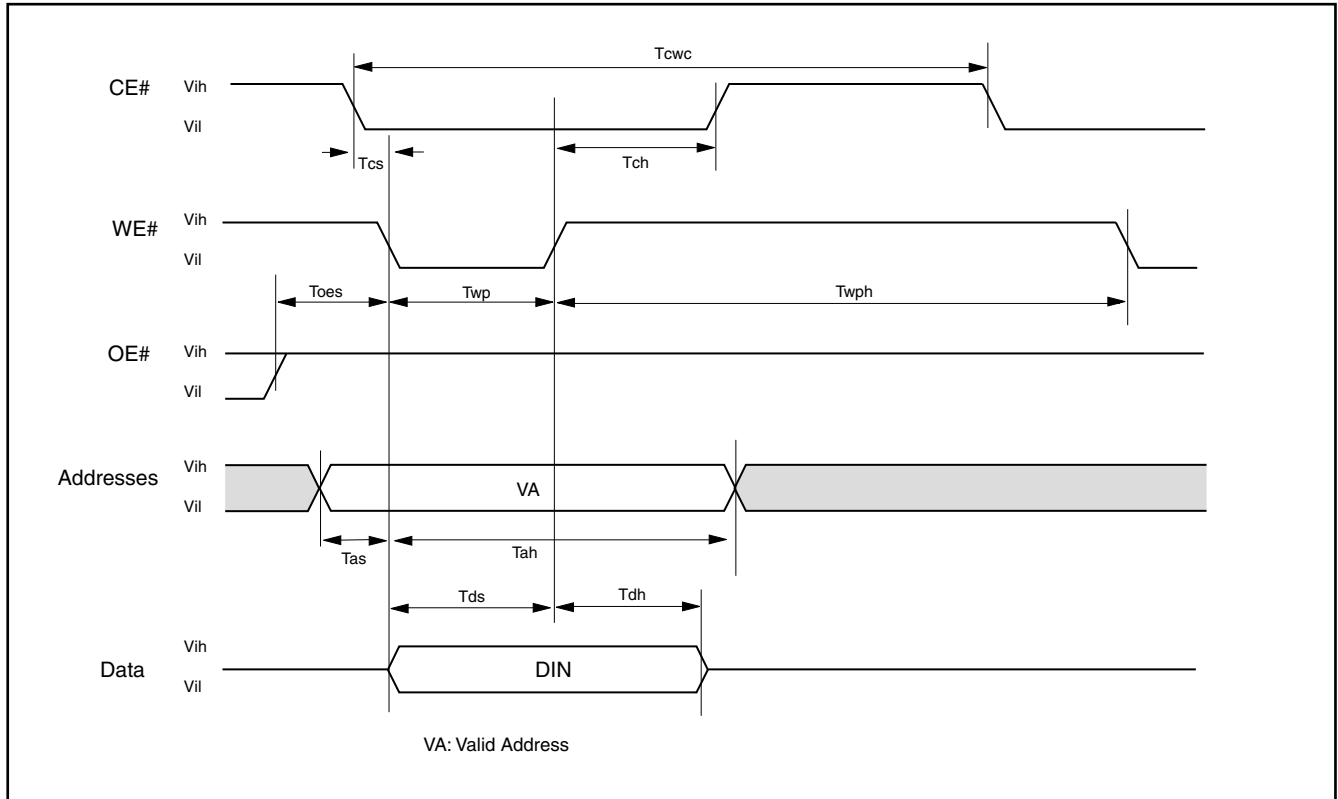 Tcwc
CE# Vih
Vil
Tcs
Tch
WE# Vih
Vil
Toes Twp Twph
OE# Vih
Vil
Addresses Vih
VA
Vil
Tas Tah
Tds Tdh
Vih
Data DIN
Vil
VA: Valid Address